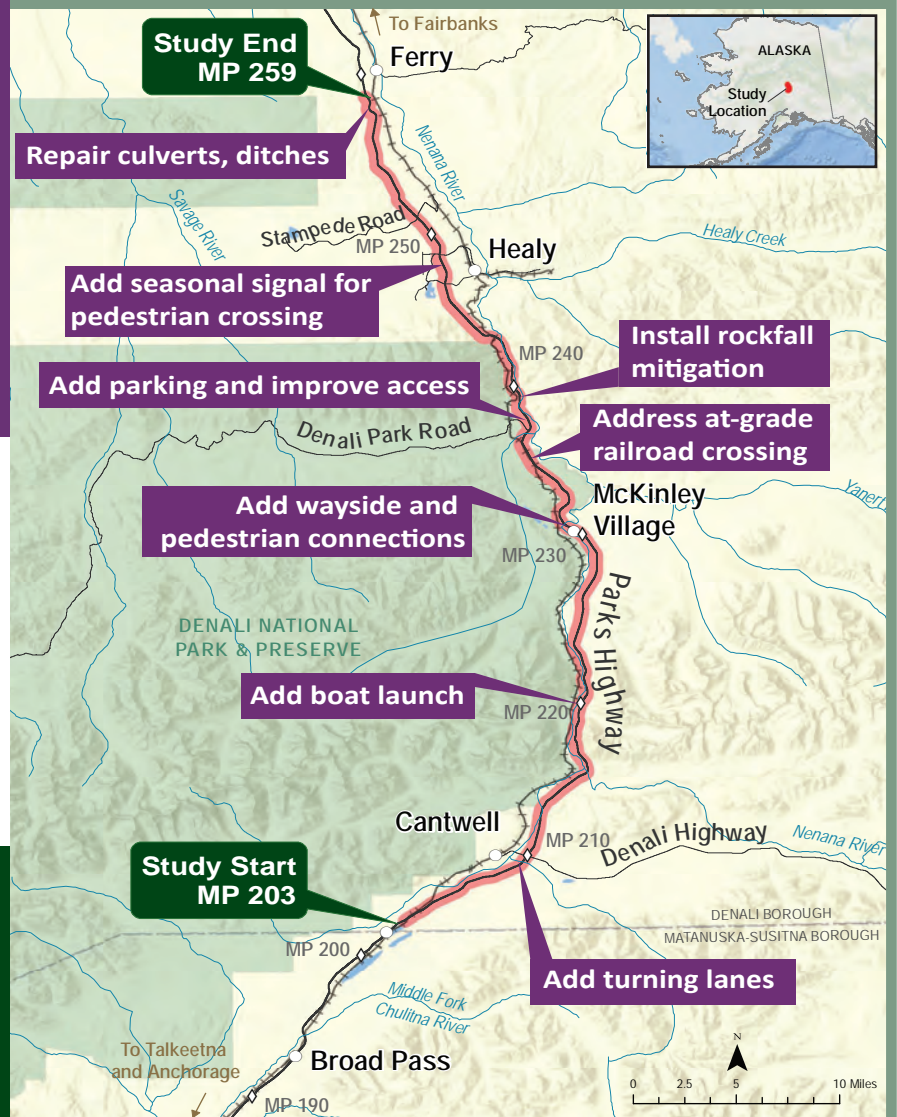 To Fairbanks
Study End
MP 259
Ferry
ALASKA
Study
Location
Repair culverts, ditches
Nenana River
Savage River
Stampede Road
MP 250
Healy
Healy Creek
Add seasonal signal for
pedestrian crossing
MP 240
Install rockfall
mitigation
Add parking and improve access
Denali Park Road
Address at-grade
railroad crossing
McKinley
Village
Yanert
Add wayside and
pedestrian connections
MP 230
Parks Highway
DENALI NATIONAL
PARK & PRESERVE
Add boat launch
MP 220
Cantwell
MP 210
Denali Highway
Nenana River
Study Start
MP 203
DENALI BOROUGH
MATANUSKA-SUSITNA BOROUGH
MP 200
Add turning lanes
Middle Fork
Chulitna River
To Talkeetna
and Anchorage
Broad Pass
MP 190
N
0 2.5 5 10 Miles